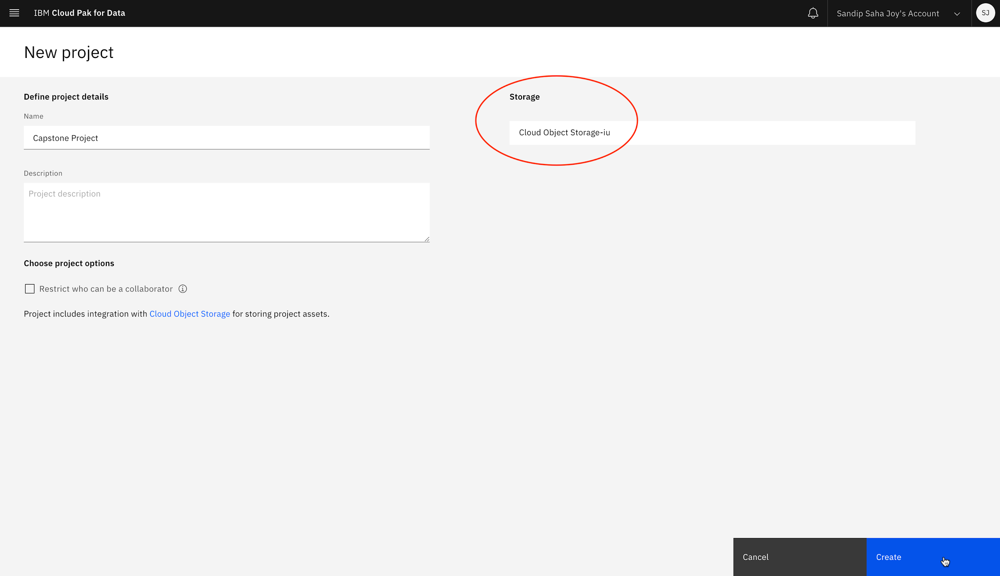 IBM Cloud Pak for Data
Sandip Saha Joy's Account
SJ
New project
Define project details
Name
Capstone Project
Description
Project description
Choose project options
Restrict who can be a collaborator
Project includes integration with Cloud Object Storage for storing project assets.
Storage
Cloud Object Storage-iu
Cancel
Create